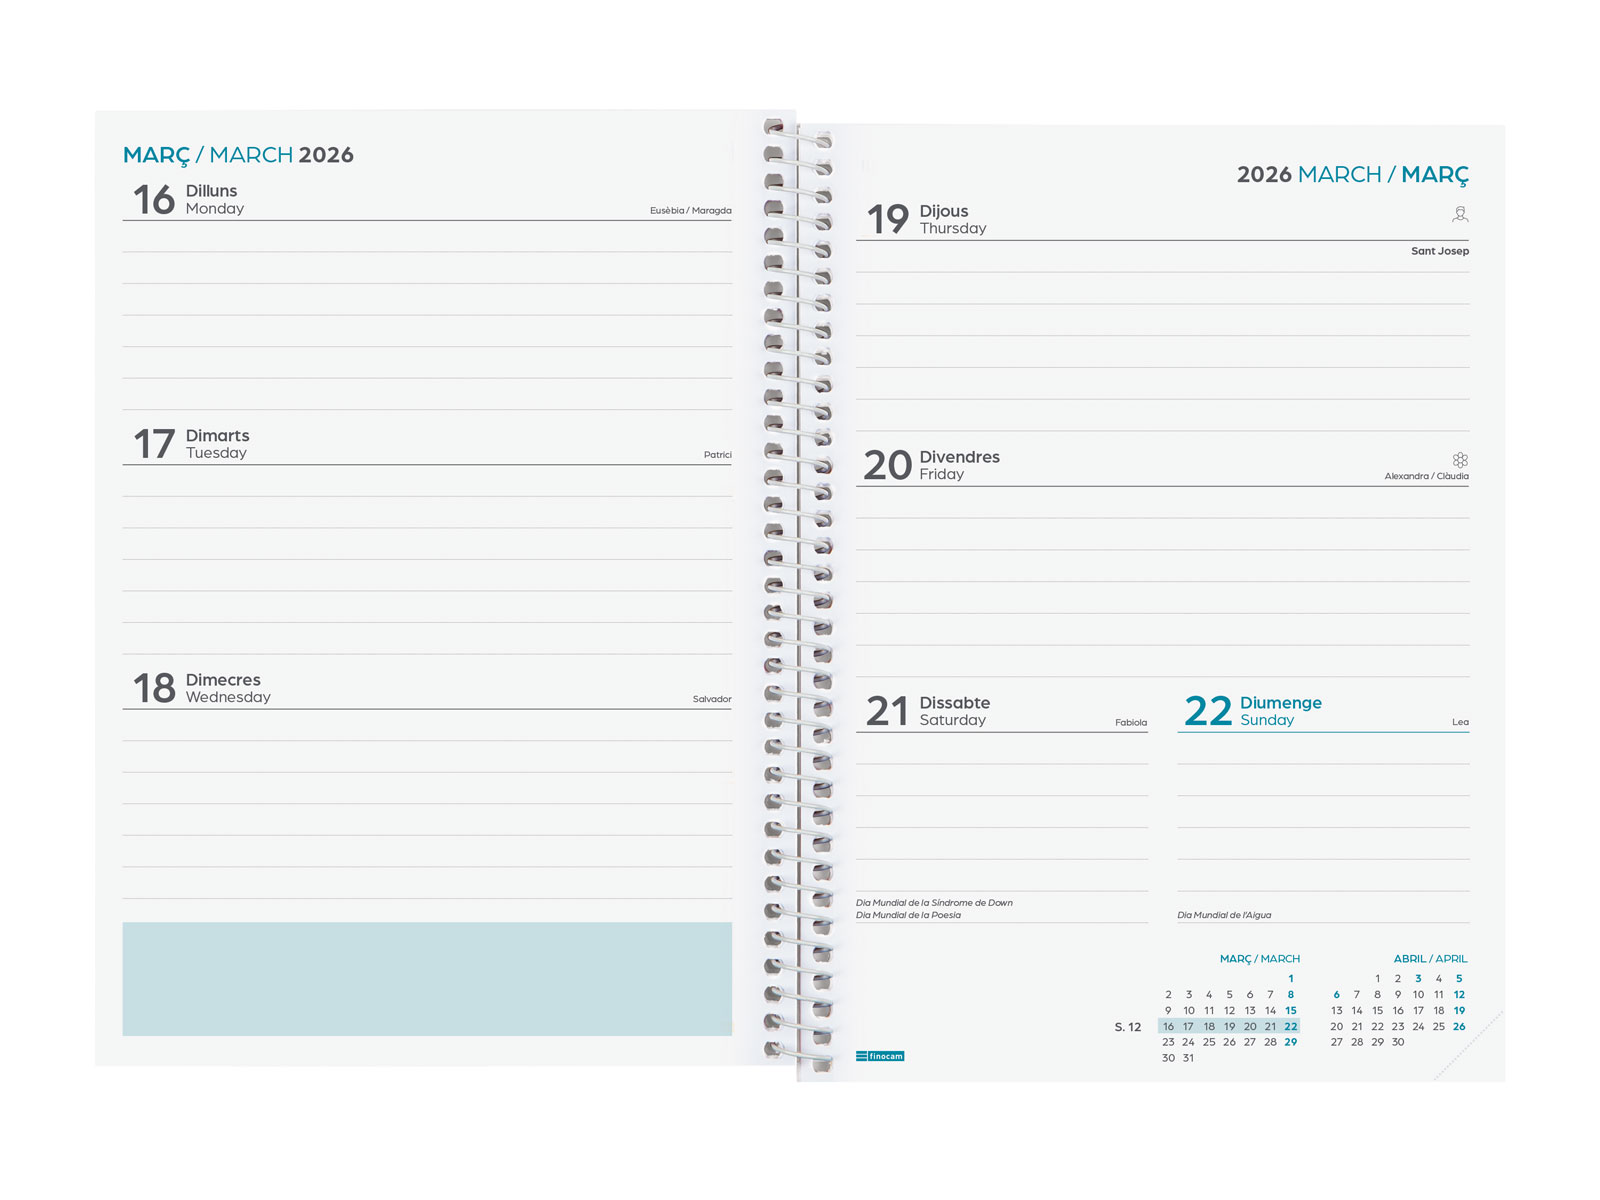 MARÇ / MARCH 2026
16 Dilluns
Monday
Eusèbia / Maragda
17 Dimarts
Tuesday
Patrici
18 Dimecres
Wednesday
Salvador
2026 MARCH / MARÇ
19 Dijous
Thursday
Sant Josep
20 Divendres
Friday
Alexandra / Clàudia
21 Dissabte
Saturday
Fabiola
Dia Mundial de la Síndrome de Down
Dia Mundial de la Poesia
22 Diumenge
Sunday
Lea
Dia Mundial de l'Aigua
finocam
S. 12
MARÇ / MARCH
1
2 3 4 5 6 7 8
9 10 11 12 13 14 15
16 17 18 19 20 21 22
23 24 25 26 27 28 29
30 31
ABRIL / APRIL
1 2 3 4 5
6 7 8 9 10 11 12
13 14 15 16 17 18 19
20 21 22 23 24 25 26
27 28 29 30